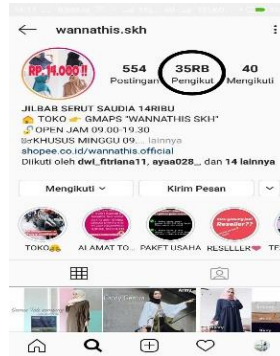 wannathis.skh
RP.14.000!!
554 35RB 40
Postingan Pengikut Mengikuti
JILBAB SERUT SAUDIA 14RIBU
TOKO GMAPS "WANNATHIS SKH"
OPEN JAM 09.00-19.30
KHUSUS MINGGU 09... lainnya
shopee.co.id/wannathis.official
Diikuti oleh dwi_fitriana11, ayaa028_, dan 14 lainnya
Mengikuti Kirim Pesan
Reseller??
TOKO ALAMAT TO... PAKET USAHA RESELLER TE